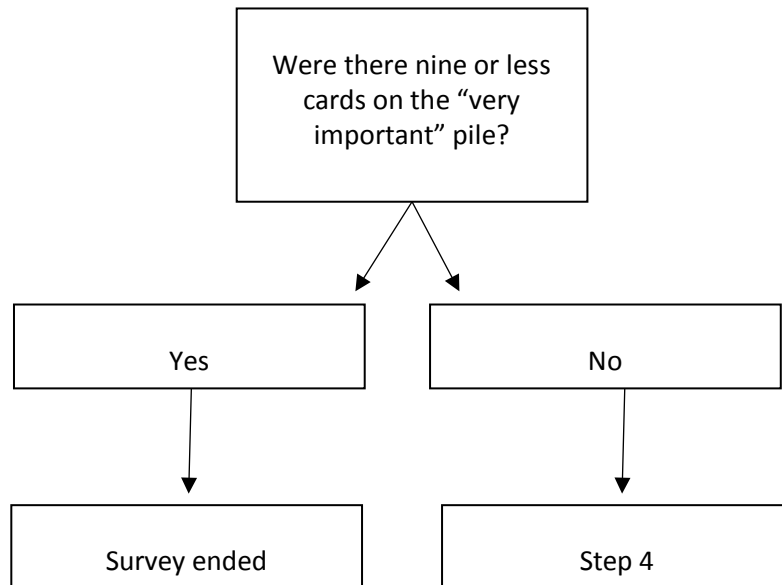 Were there nine or less
cards on the “very
important” pile?
Yes
No
Survey ended
Step 4